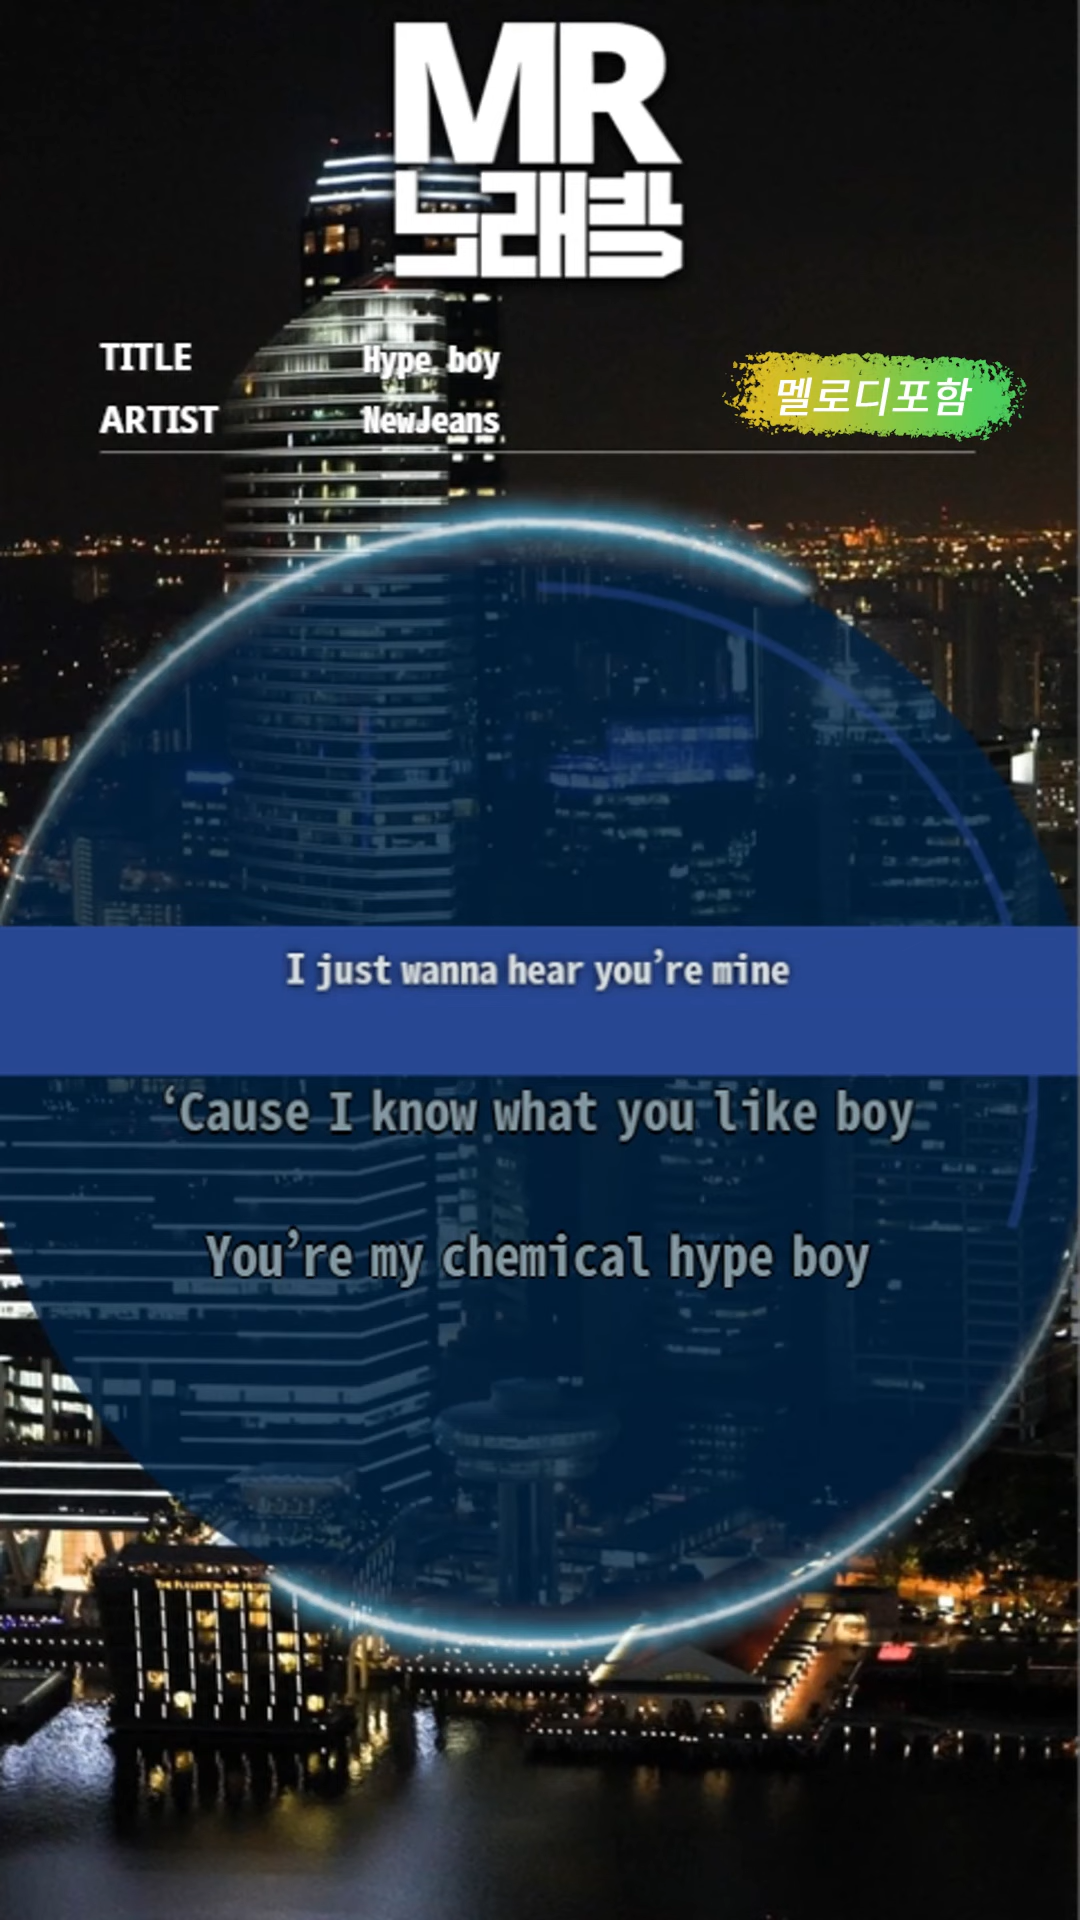 MR
노래방
TITLE Hype boy
ARTIST NewJeans
멜로디포함
I just wanna hear you’re mine
‘Cause I know what you like boy
You’re my chemical hype boy